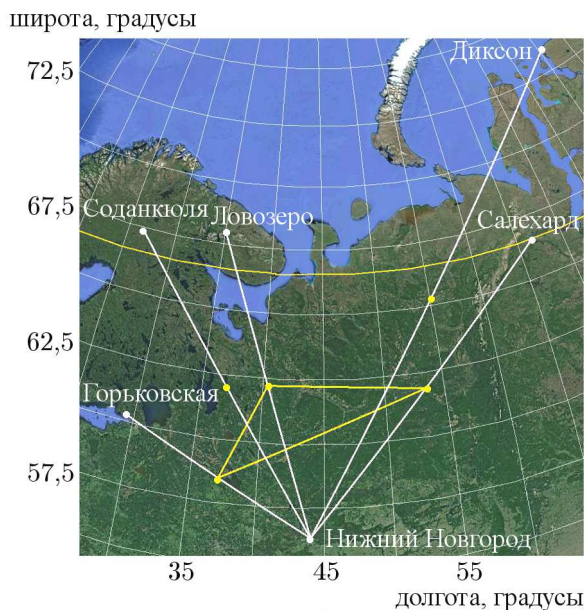 широта, градусы
Диксон
72,5
67,5
Соданкюля
Ловозеро
Салехард
62,5
Горьковская
57,5
Нижний Новгород
35
45
55
долгота, градусы